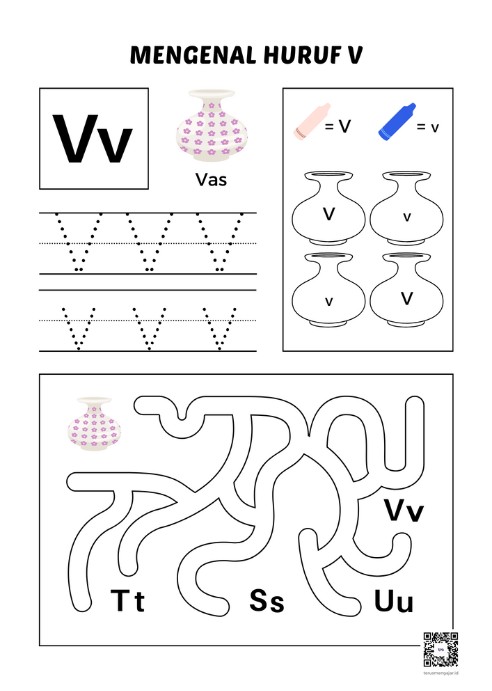 MENGENAL HURUF V
Vv
Vas
= V
= v
V
v
v
V
V V V
v v v
Vv
Tt
Ss
Uu